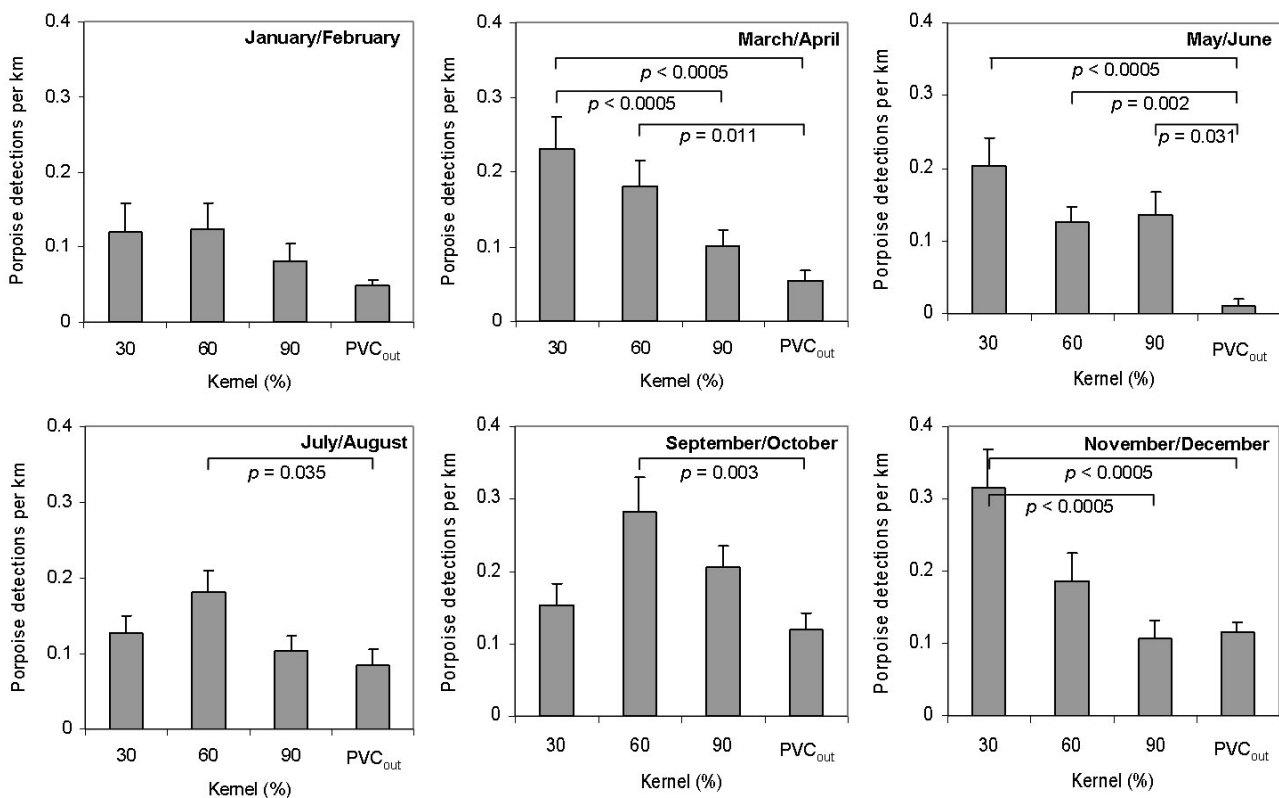 January/February
Porpoise detections per km
0.4
0.3
0.2
0.1
0
30 60 90 PVCout
Kernel (%)
March/April
Porpoise detections per km
0.4
0.3
0.2
0.1
0
p < 0.0005
p < 0.0005
p = 0.011
30 60 90 PVCout
Kernel (%)
May/June
Porpoise detections per km
0.4
0.3
0.2
0.1
0
p < 0.0005
p = 0.002
p = 0.031
30 60 90 PVCout
Kernel (%)
July/August
Porpoise detections per km
0.4
0.3
0.2
0.1
0
p = 0.035
30 60 90 PVCout
Kernel (%)
September/October
Porpoise detections per km
0.4
0.3
0.2
0.1
0
p = 0.003
30 60 90 PVCout
Kernel (%)
November/December
Porpoise detections per km
0.4
0.3
0.2
0.1
0
p < 0.0005
p < 0.0005
30 60 90 PVCout
Kernel (%)